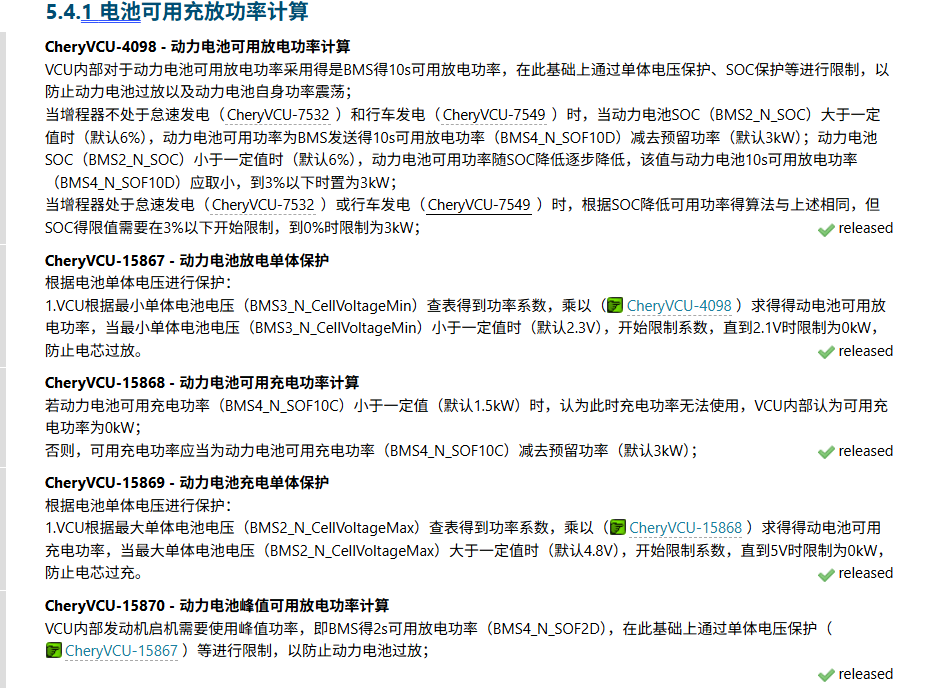 5.4.1 电池可用充放功率计算
CheryVCU-4098 - 动力电池可用放电功率计算
VCU内部对于动力电池可用放电功率采用得是BMS得10s可用放电功率，在此基础上通过单体电压保护、SOC保护等进行限制，以
防止动力电池过放以及动力电池自身功率震荡；
当增程器不处于怠速发电（CheryVCU-7532 ）和行车发电（CheryVCU-7549 ）时，当动力电池SOC（BMS2_N_SOC）大于一定
值时（默认6%），动力电池可用功率为BMS发送得10s可用放电功率（BMS4_N_SOF10D）减去预留功率（默认3kW）；动力电池
SOC（BMS2_N_SOC）小于一定值时（默认6%），动力电池可用功率随SOC降低逐步降低，该值与动力电池10s可用放电功率
（BMS4_N_SOF10D）应取小，到3%以下时置为3kW；
当增程器处于怠速发电（CheryVCU-7532 ）或行车发电（CheryVCU-7549 ）时，根据SOC降低可用功率得算法与上述相同，但
SOC得限值需要在3%以下开始限制，到0%时限制为3kW；
released
CheryVCU-15867 - 动力电池放电单体保护
根据电池单体电压进行保护：
1.VCU根据最小单体电池电压（BMS3_N_CellVoltageMin）查表得到功率系数，乘以（CheryVCU-4098 ）求得得动电池可用放
电功率，当最小单体电池电压（BMS3_N_CellVoltageMin）小于一定值时（默认2.3V），开始限制系数，直到2.1V时限制为0kW，
防止电芯过放。
released
CheryVCU-15868 - 动力电池可用充电功率计算
若动力电池可用充电功率（BMS4_N_SOF10C）小于一定值（默认1.5kW）时，认为此时充电功率无法使用，VCU内部认为可用充
电功率为0kW；
否则，可用充电功率应当为动力电池可用充电功率（BMS4_N_SOF10C）减去预留功率（默认3kW）；
released
CheryVCU-15869 - 动力电池充电单体保护
根据电池单体电压进行保护：
1.VCU根据最大单体电池电压（BMS2_N_CellVoltageMax）查表得到功率系数，乘以（CheryVCU-15868 ）求得得动电池可用
充电功率，当最大单体电池电压（BMS2_N_CellVoltageMax）大于一定值时（默认4.8V），开始限制系数，直到5V时限制为0kW，
防止电芯过充。
released
CheryVCU-15870 - 动力电池峰值可用放电功率计算
VCU内部发动机启机需要使用峰值功率，即BMS得2s可用放电功率（BMS4_N_SOF2D），在此基础上通过单体电压保护（
CheryVCU-15867 ）等进行限制，以防止动力电池过放；
released